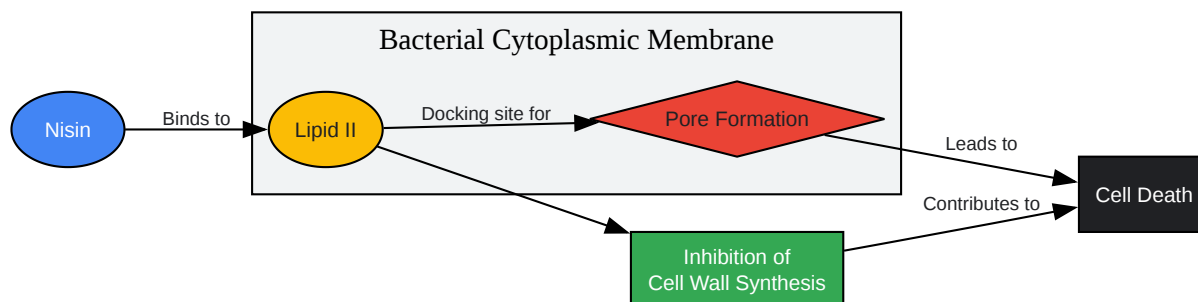 Bacterial Cytoplasmic Membrane
Nisin
Binds to
Lipid II
Docking site for
Pore Formation
Leads to
Cell Death
Contributes to
Inhibition of
Cell Wall Synthesis